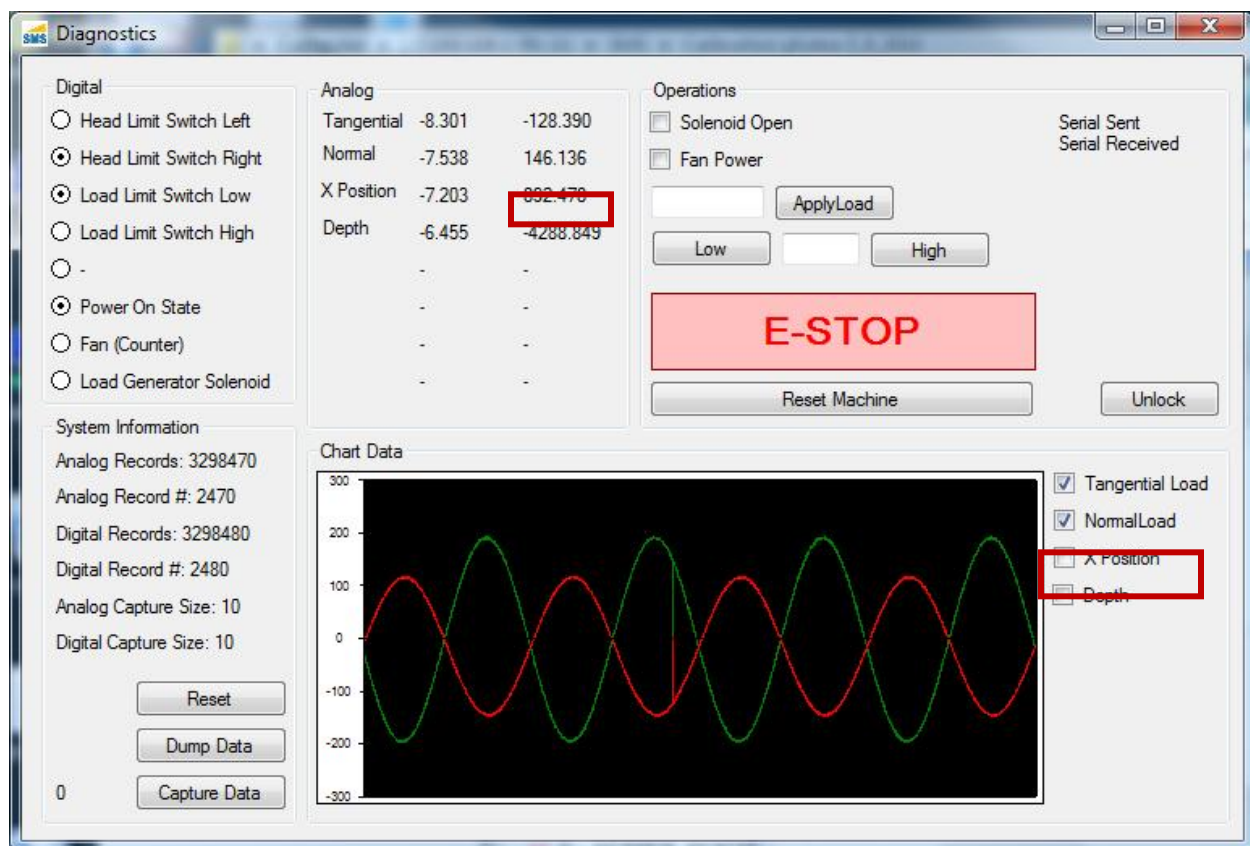 SMS Diagnostics
Digital
Head Limit Switch Left
Head Limit Switch Right
Load Limit Switch Low
Load Limit Switch High
-
Power On State
Fan (Counter)
Load Generator Solenoid
Analog
Tangential -8.301 -128.390
Normal -7.538 146.136
X Position -7.203
Depth -6.455 -4288.849
- -
- -
- -
- -
Operations
Solenoid Open
Fan Power
ApplyLoad
Low High
E-STOP
Reset Machine
Serial Sent
Serial Received
Unlock
System Information
Analog Records: 3298470
Analog Record #: 2470
Digital Records: 3298480
Digital Record #: 2480
Analog Capture Size: 10
Digital Capture Size: 10
Reset
Dump Data
0 Capture Data
Chart Data
300
200
100
0
-100
-200
-300
Tangential Load
NormalLoad
X Position
Depth